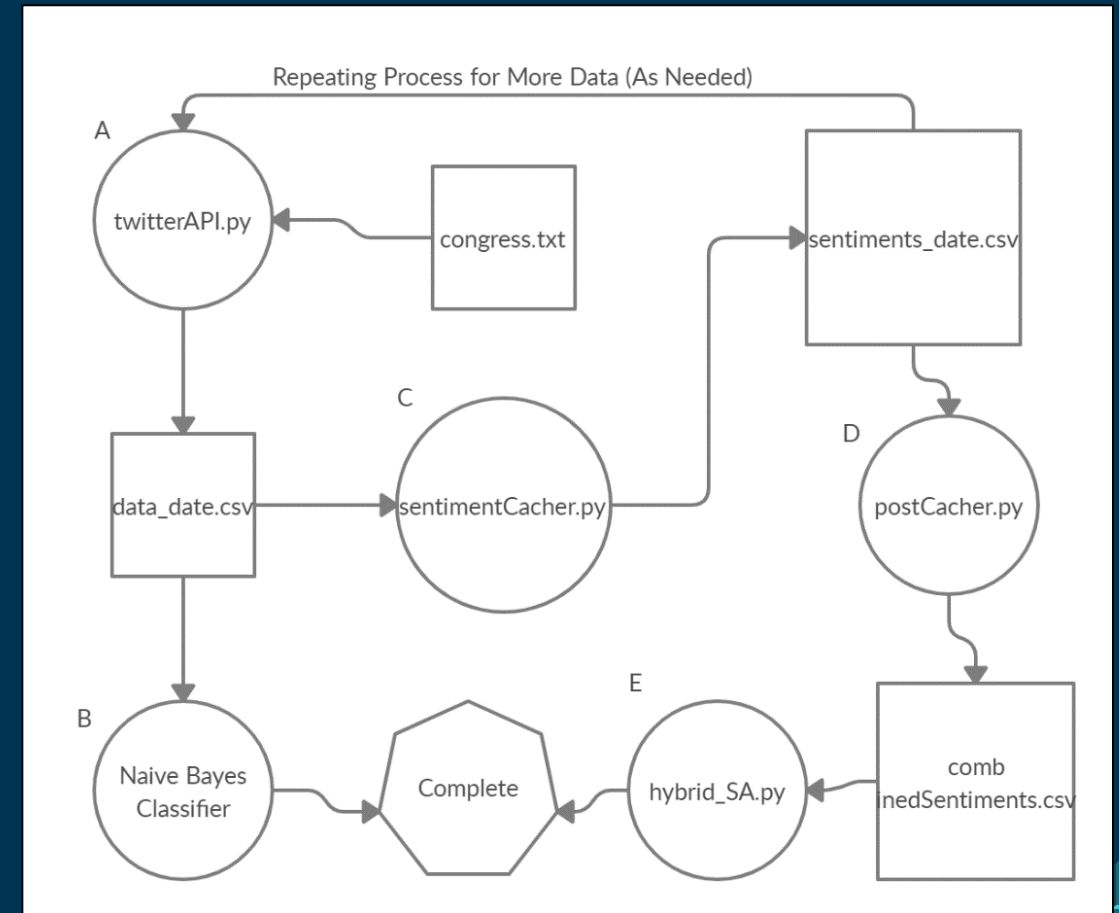 Repeating Process for More Data (As Needed)
A
twitterAPI.py
congress.txt
sentiments_date.csv
C
D
data_date.csv
sentimentCacher.py
postCacher.py
E
B
Naive Bayes
Classifier
Complete
hybrid_SA.py
comb
inedSentiments.csv